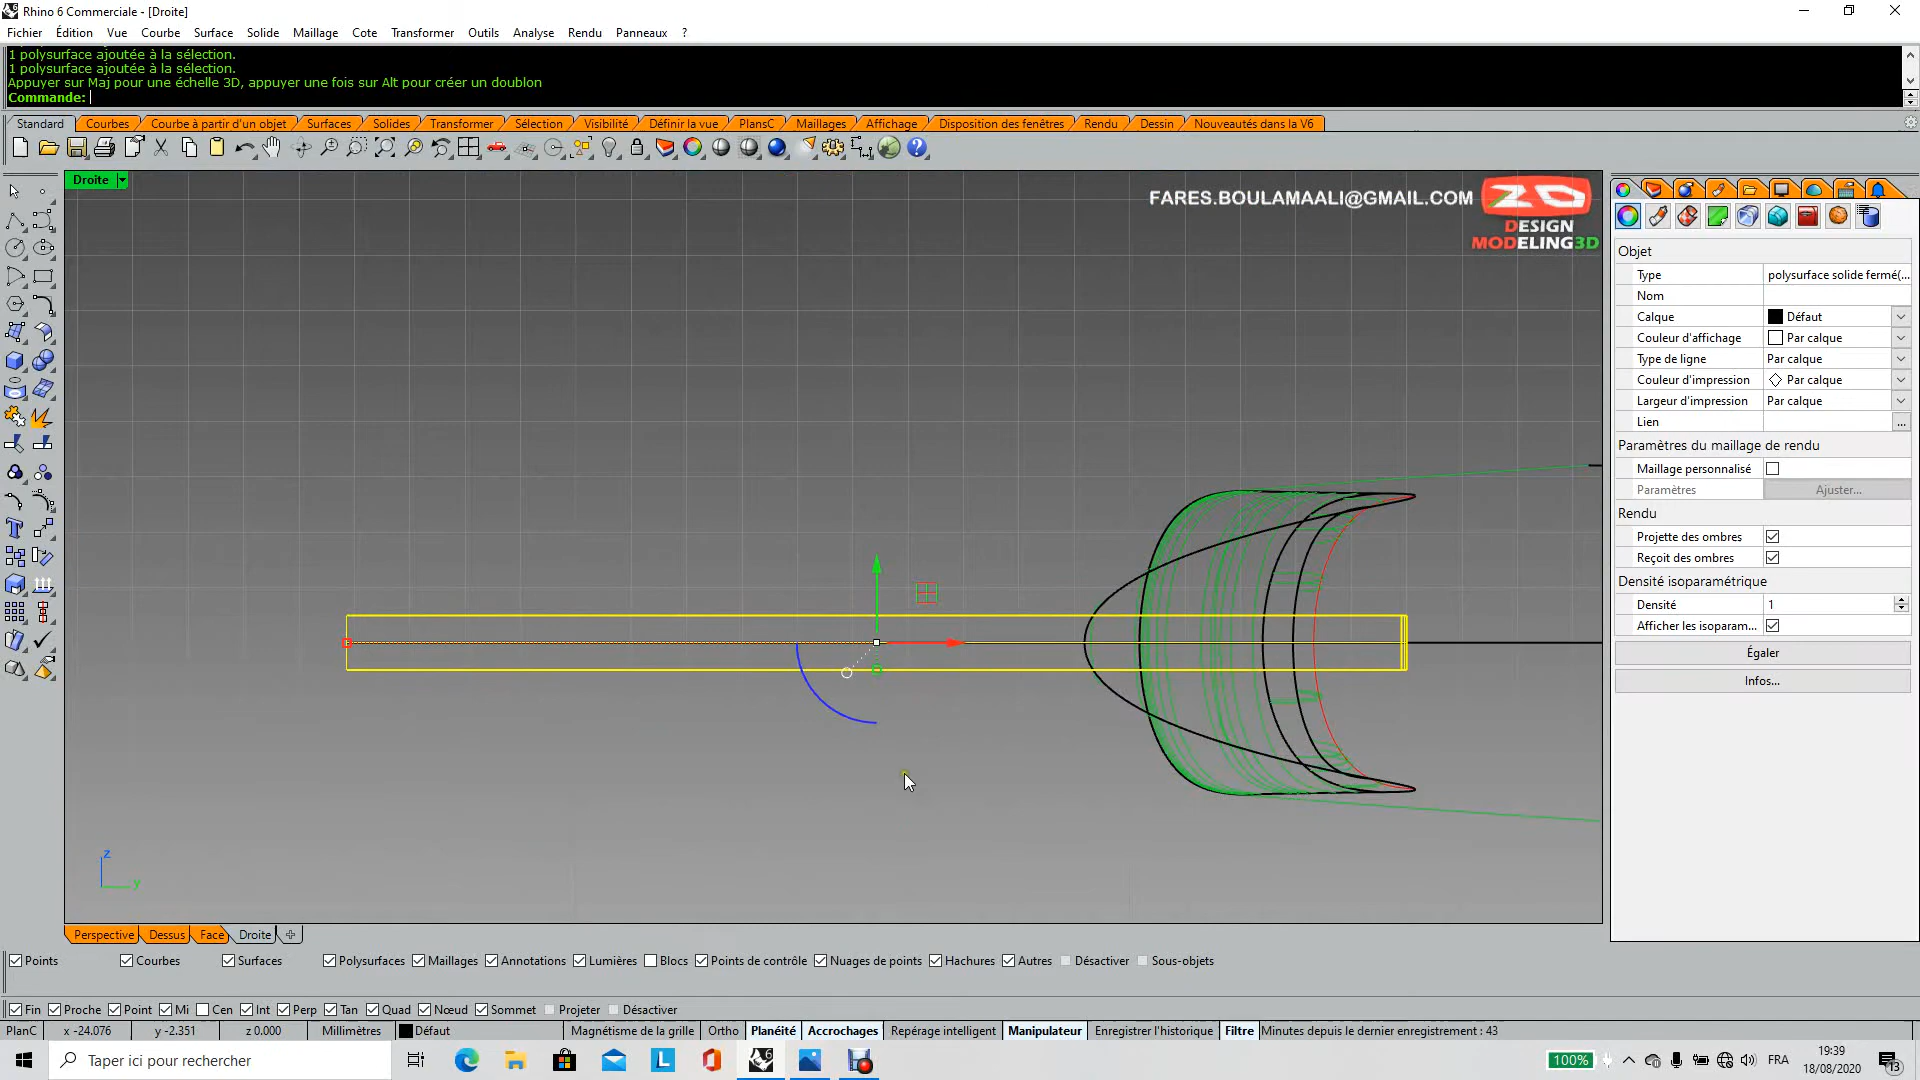 Rhino 6 Commerciale - [Droite]
Fichier Édition Vue Courbe Surface Solide Maillage Cote Transformer Outils Analyse Rendu Panneaux ?
1 polysurface ajoutée à la sélection.
1 polysurface ajoutée à la sélection.
Appuyer sur Maj pour une échelle 3D, appuyer une fois sur Alt pour créer un doublon
Commande:
Standard Courbes Courbe à partir d'un objet Surfaces Solides Transformer Sélection Visibilité Définir la vue PlansC Maillages Affichage Disposition des fenêtres Rendu Dessin Nouveautés dans la V6
Droite
FARES.BOULAMAALI@GMAIL.COM
DESIGN
MODELING3D
Objet
Type polysurface solide fermé(...
Nom
Calque Défaut
Couleur d'affichage Par calque
Type de ligne Par calque
Couleur d'impression Par calque
Largeur d'impression Par calque
Lien ...
Paramètres du maillage de rendu
Maillage personnalisé
Paramètres Ajuster...
Rendu
Projette des ombres
Reçoit des ombres
Densité isoparamétrique
Densité 1
Afficher les isoparam...
Égaler
Infos...
z
y
Perspective Dessus Face Droite
Points Courbes Surfaces Polysurfaces Maillages Annotations Lumières Blocs Points de contrôle Nuages de points Hachures Autres Désactiver Sous-objets
Fin Proche Point Mi Cen Int Perp Tan Quad Nœud Sommet Projeter Désactiver
PlanC x -24.076 y -2.351 z 0.000 Millimètres Défaut Magnétisme de la grille Ortho Planéité Accrochages Repérage intelligent Manipulateur Enregistrer l'historique Filtre Minutes depuis le dernier enregistrement : 43
Taper ici pour rechercher
100%
FRA
19:39
18/08/2020
13